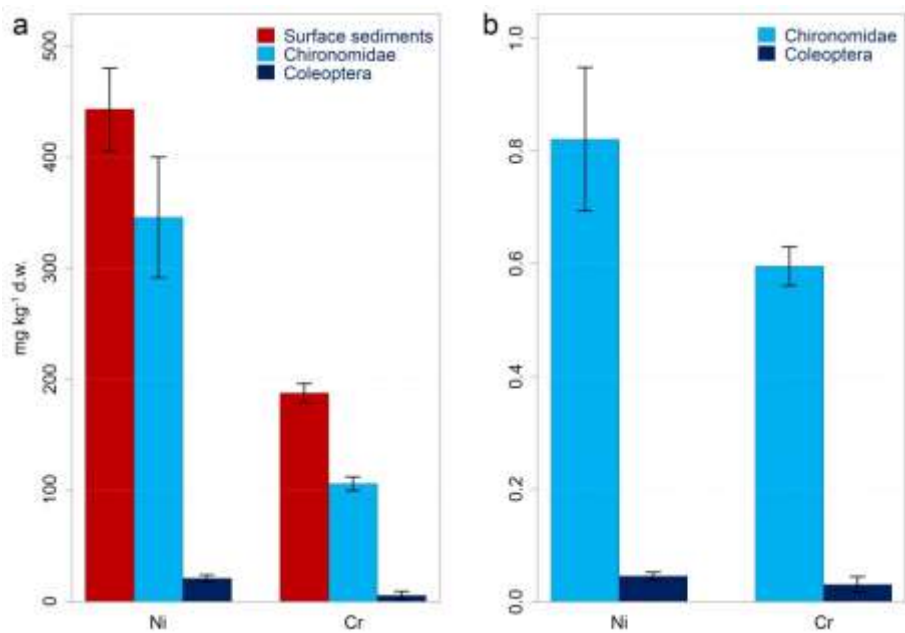 a
Surface sediments
Chironomidae
Coleoptera
mg kg⁻¹ d.w.
500
400
300
200
100
0
Ni
Cr
b
Chironomidae
Coleoptera
1.0
0.8
0.6
0.4
0.2
0.0
Ni
Cr